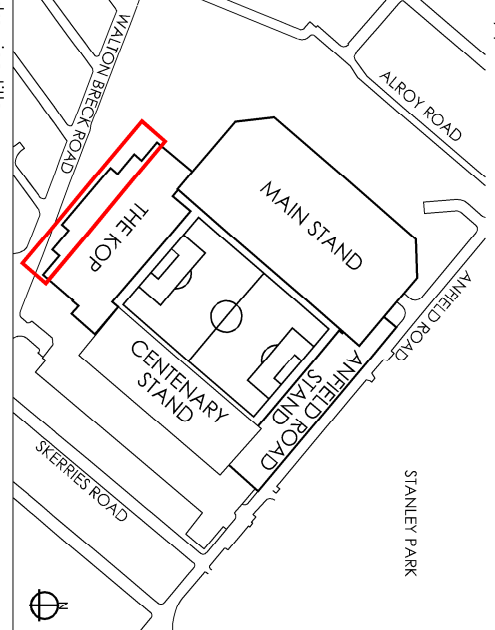 WALTON BRECK ROAD
ALROY ROAD
MAIN STAND
THE KOP
ANFIELD ROAD
CENTENARY
STAND
ANFIELD ROAD
STAND
SKERRIES ROAD
STANLEY PARK
N